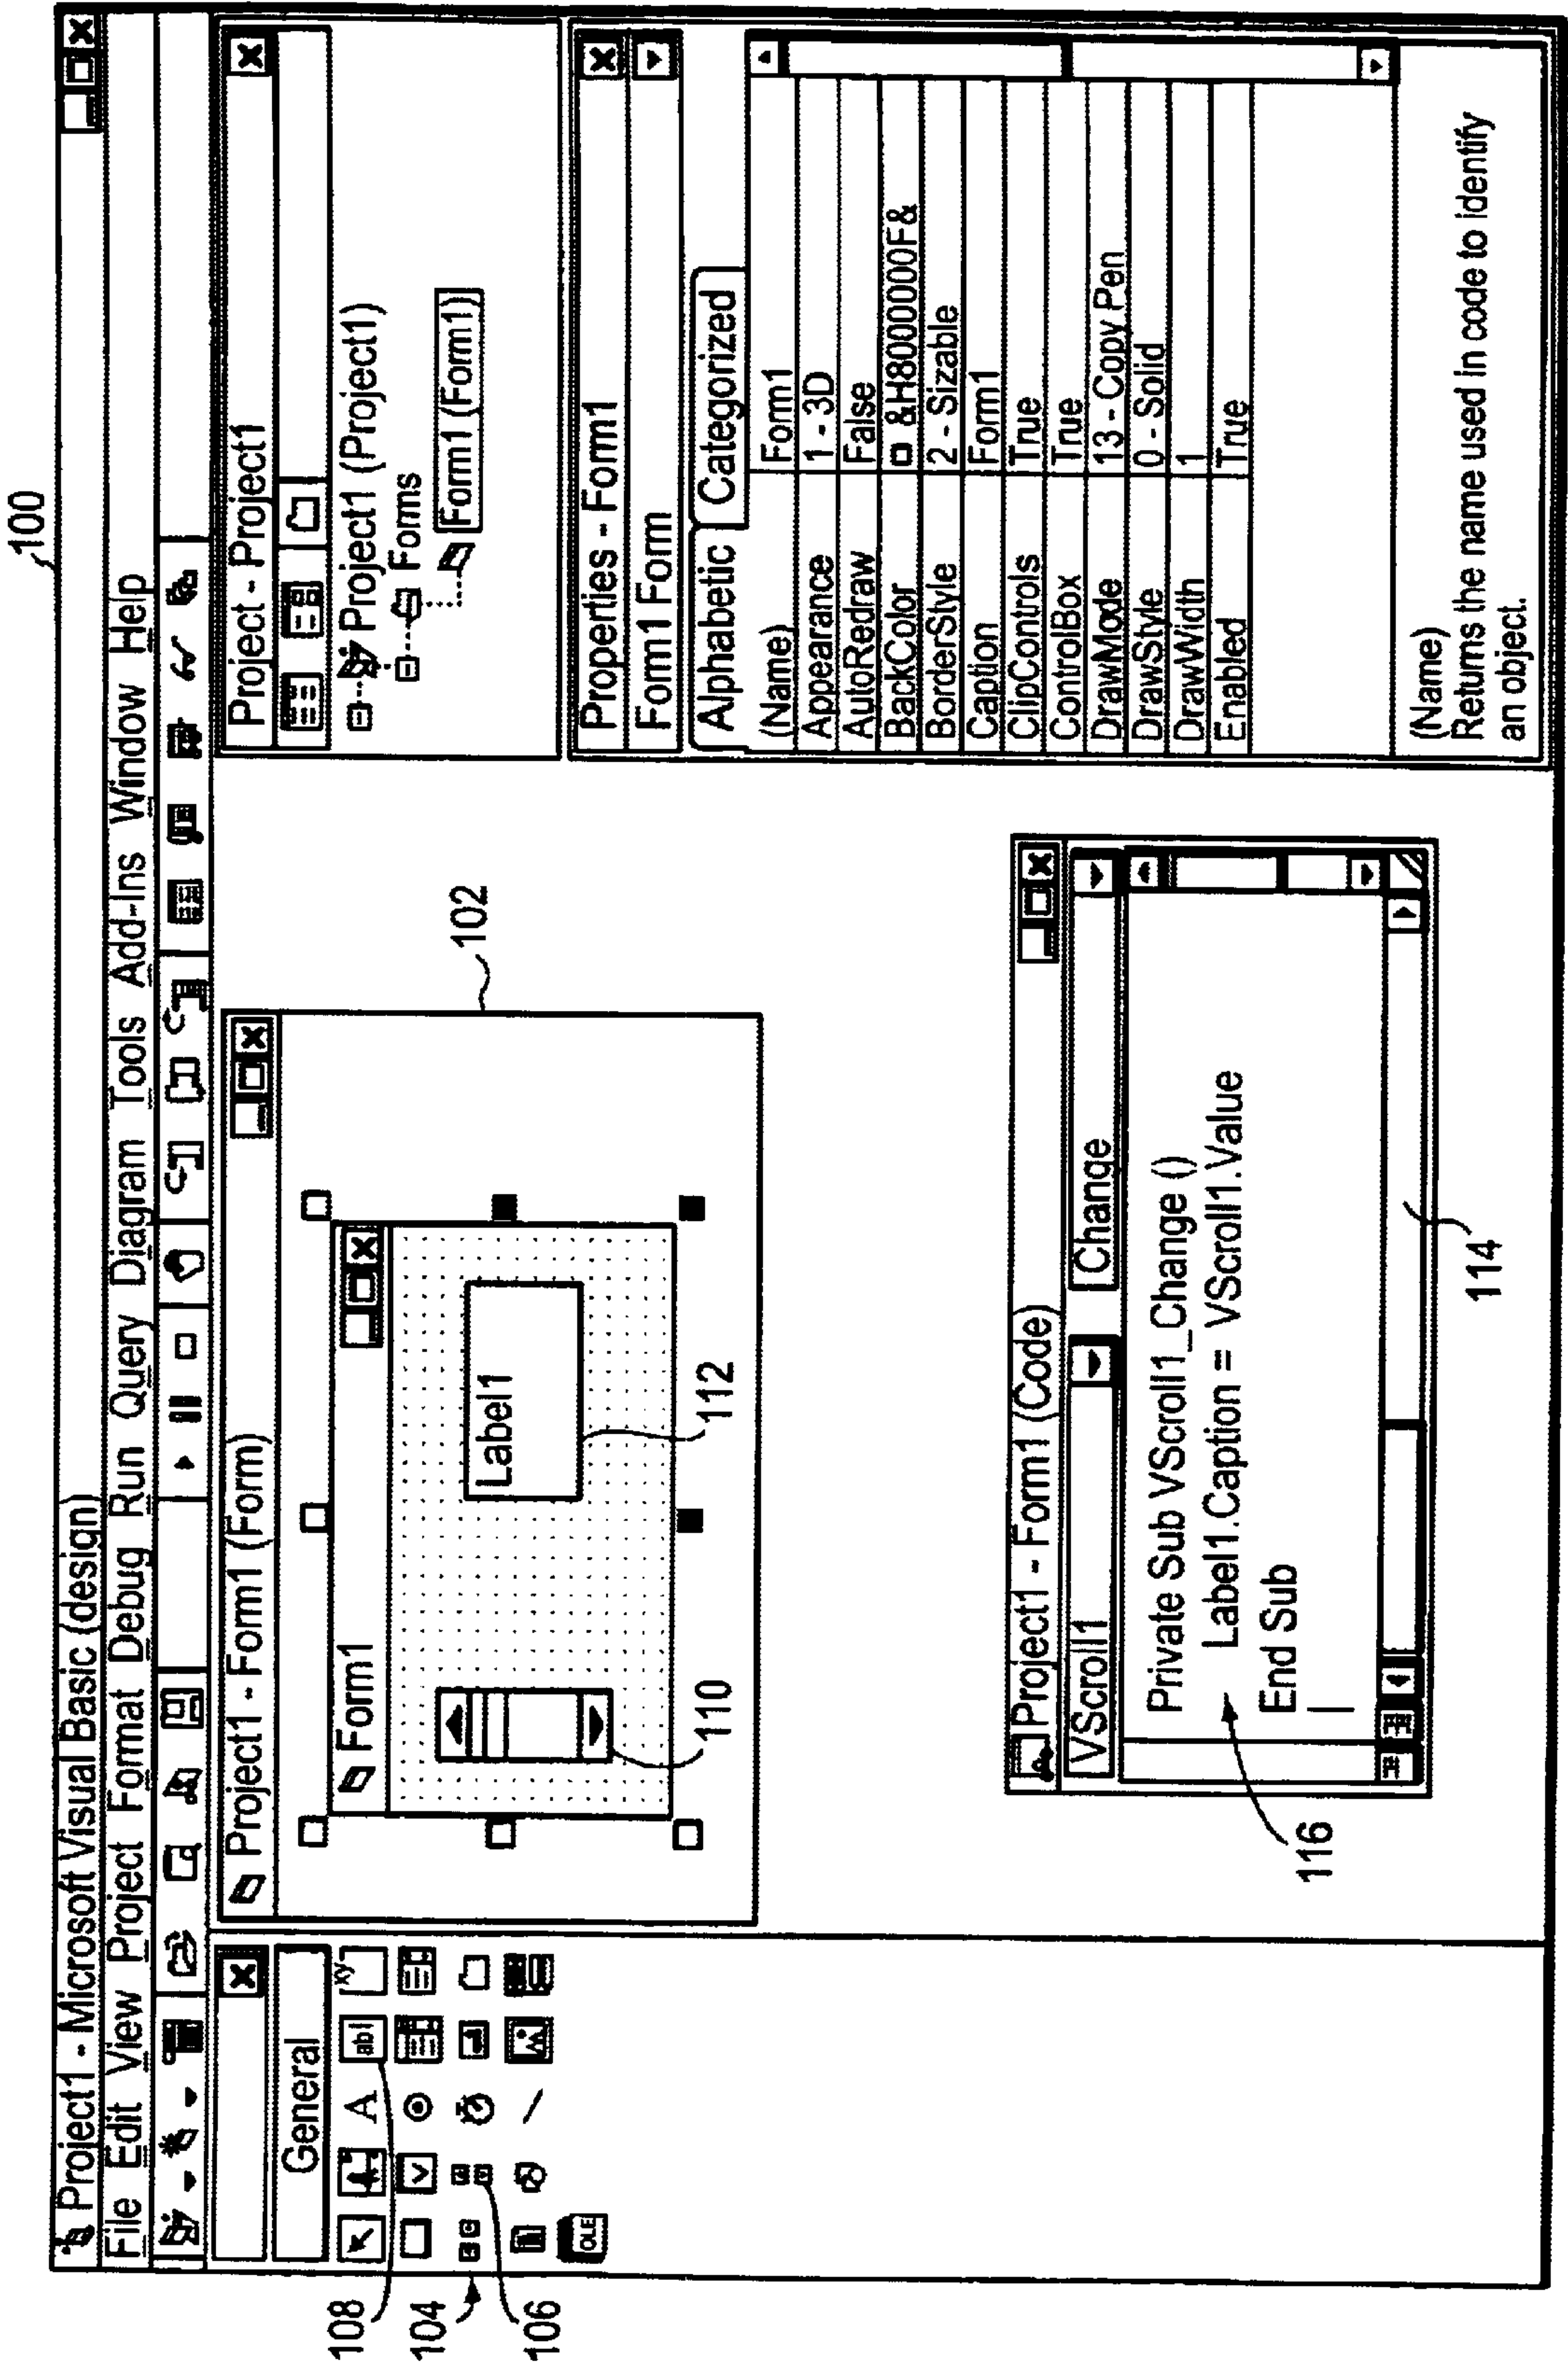 100
Project1 - Microsoft Visual Basic (design)
File Edit View Project Format Debug Run Query Diagram Tools Add-Ins Window Help
General
A
abl
xy
OLE
108
104
106
Project1 - Form1 (Form)
Form1
Label1
110
112
102
Project - Project1
Project1 (Project1)
Forms
Form1 (Form1)
Properties - Form1
Form1 Form
Alphabetic Categorized
(Name) Form1
Appearance 1 - 3D
AutoRedraw False
BackColor &H8000000F&
BorderStyle 2 - Sizable
Caption Form1
ClipControls True
ControlBox True
DrawMode 13 - Copy Pen
DrawStyle 0 - Solid
DrawWidth 1
Enabled True
(Name)
Returns the name used in code to identify
an object.
Project1 - Form1 (Code)
VScroll1 Change
Private Sub VScroll1_Change ()
Label1.Caption = VScroll1.Value
End Sub
116
114